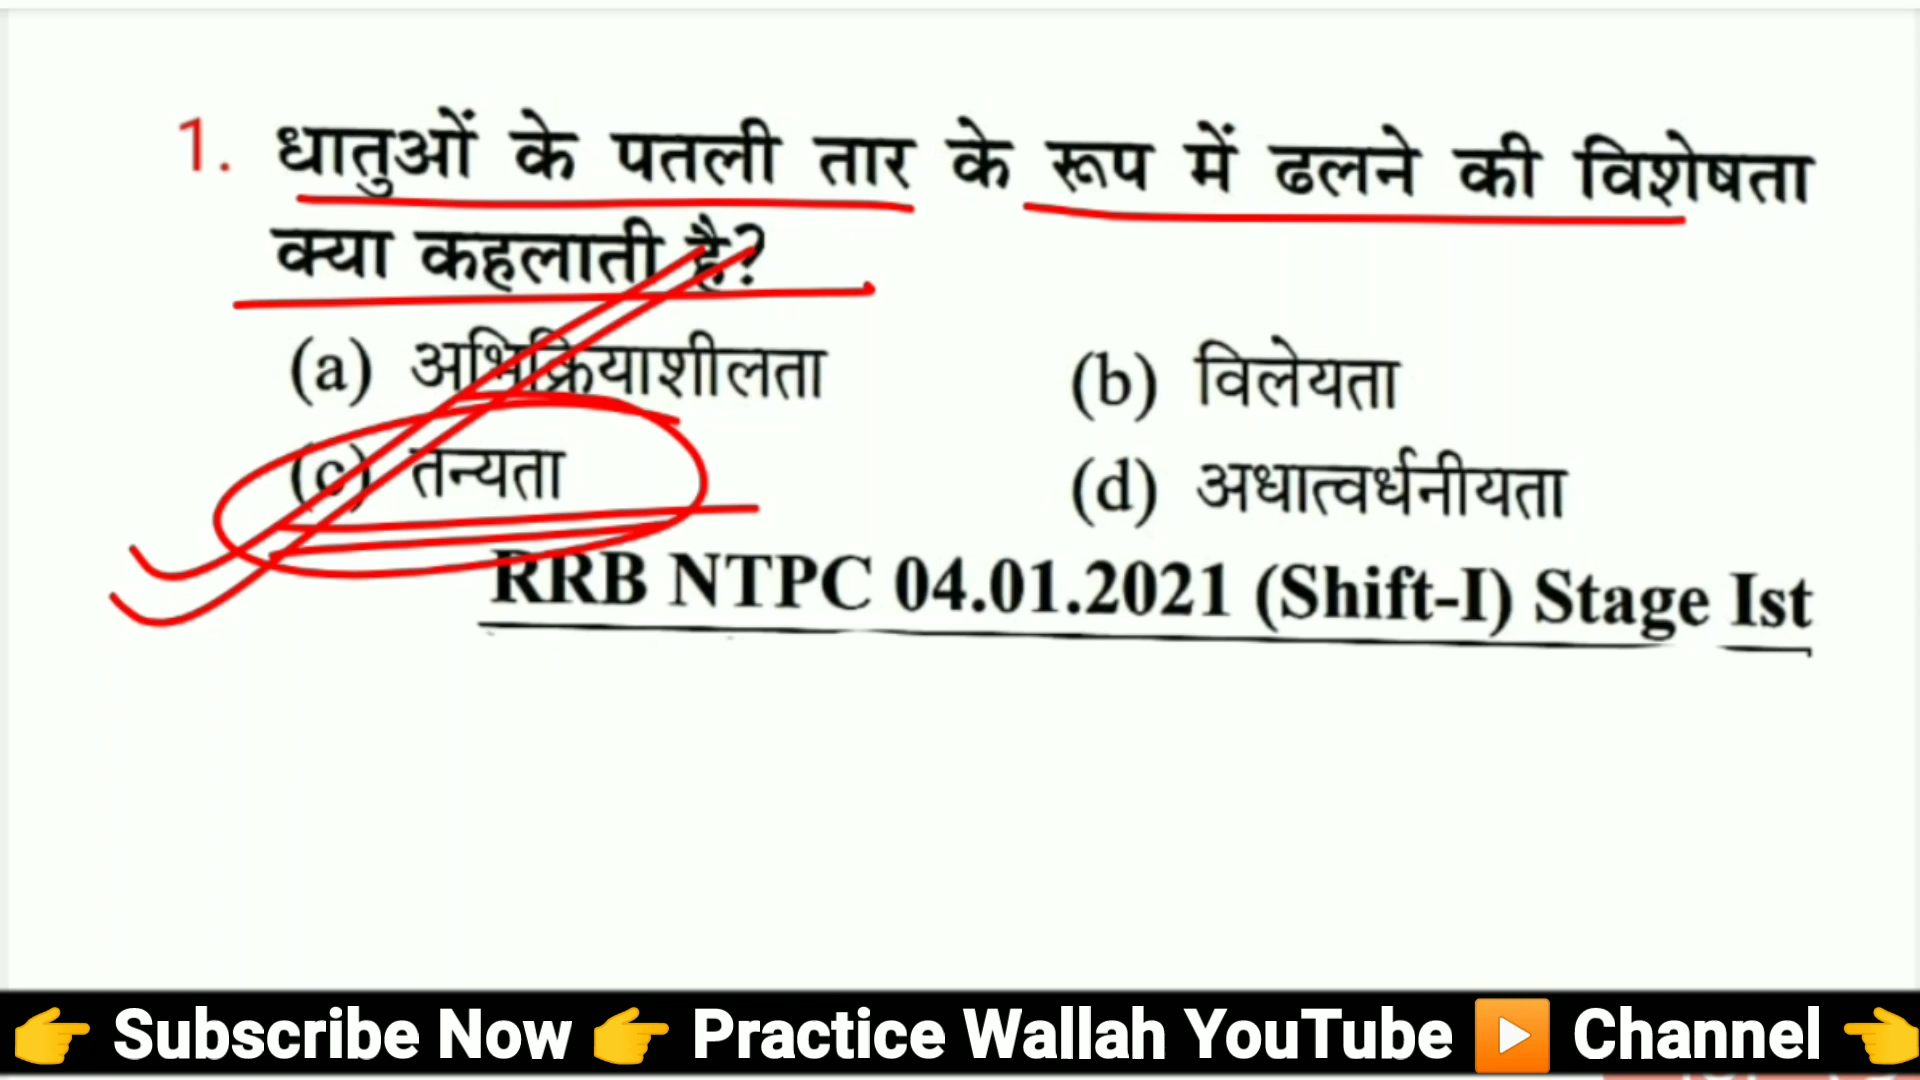 1. धातुओं के पतली तार के रूप में ढलने की विशेषता
क्या कहलाती है?
(a) अभिक्रियाशीलता (b) विलेयता
(c) तन्यता (d) अधात्वर्धनीयता
RRB NTPC 04.01.2021 (Shift-I) Stage Ist
👉 Subscribe Now 👉 Practice Wallah YouTube ▶️ Channel 👈